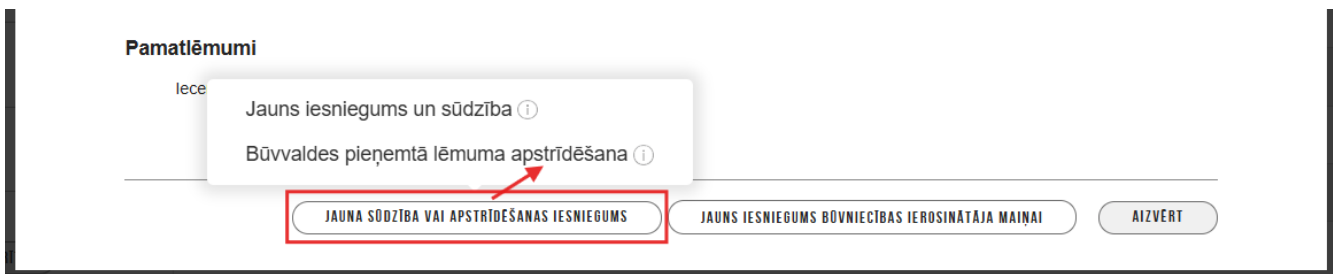 Pamatlēmumi
Iece
Jauns iesniegums un sūdzība
Būvvaldes pieņemtā lēmuma apstrīdēšana
JAUNA SŪDZĪBA VAI APSTRĪDĒŠANAS IESNIEGUMS
JAUNS IESNIEGUMS BŪVNIECĪBAS IEROSINĀTĀJA MAIŅAI
AIZVĒRT